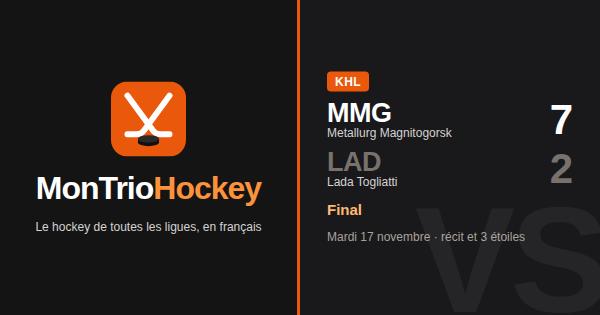 MonTrioHockey
Le hockey de toutes les ligues, en français
KHL
MMG 7
Metallurg Magnitogorsk
LAD 2
Lada Togliatti
Final
Mardi 17 novembre · récit et 3 étoiles
VS